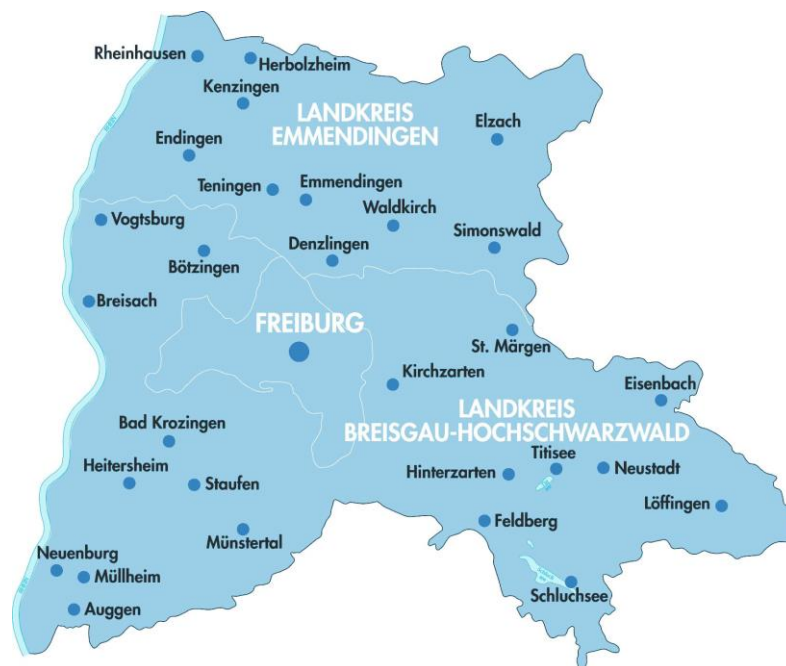 Rheinhausen
Herbolzheim
Kenzingen
LANDKREIS
EMMENDINGEN
Elzach
Endingen
Teningen
Emmendingen
Waldkirch
Vogtsburg
Simonswald
Denzlingen
Bötzingen
Breisach
FREIBURG
St. Märgen
Kirchzarten
Eisenbach
LANDKREIS
BREISGAU-HOCHSCHWARZWALD
Bad Krozingen
Titisee
Heitersheim
Staufen
Hinterzarten
Neustadt
Löffingen
Feldberg
Münstertal
Neuenburg
Müllheim
Schluchsee
Auggen